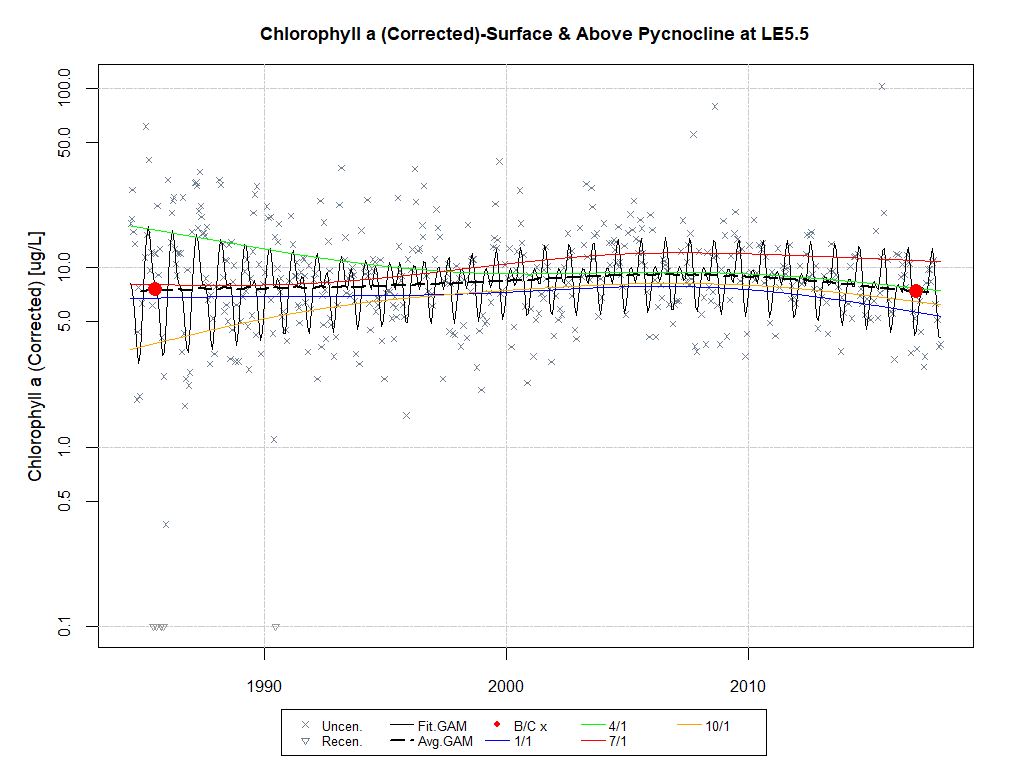 Chlorophyll a (Corrected)-Surface & Above Pycnocline at LE5.5
Chlorophyll a (Corrected) [ug/L]
100.0
50.0
10.0
5.0
1.0
0.5
0.1
1990 2000 2010
Uncen. Fit.GAM B/C x 4/1 10/1
Recen. Avg.GAM 1/1 7/1